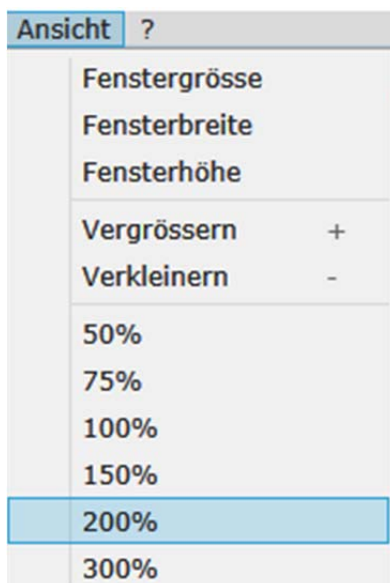 Ansicht ?
Fenstergrösse
Fensterbreite
Fensterhöhe
Vergrössern +
Verkleinern -
50%
75%
100%
150%
200%
300%